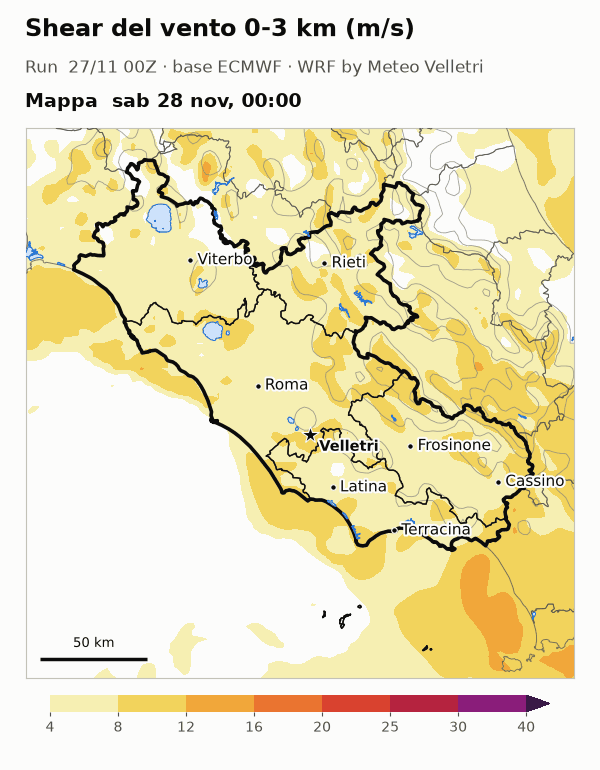 Shear del vento 0-3 km (m/s)
Run  27/11 00Z · base ECMWF · WRF by Meteo Velletri
Mappa  sab 28 nov, 00:00
Viterbo
Rieti
Roma
Velletri
Frosinone
Cassino
Latina
Terracina
50 km
4 8 12 16 20 25 30 40